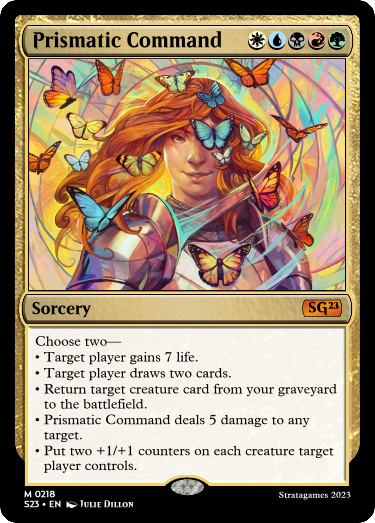 Prismatic Command
Sorcery
SG23
Choose two—
• Target player gains 7 life.
• Target player draws two cards.
• Return target creature card from your graveyard
to the battlefield.
• Prismatic Command deals 5 damage to any
target.
• Put two +1/+1 counters on each creature target
player controls.
M 0218
S23 • EN Julie Dillon
Stratagames 2023